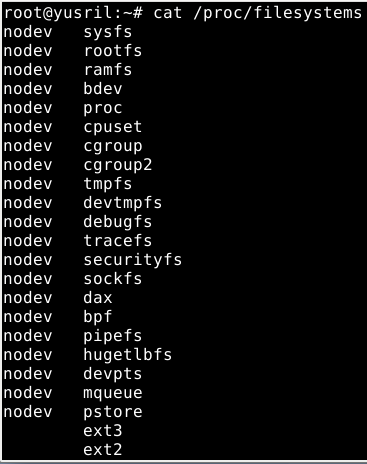 root@yusril:~# cat /proc/filesystems
nodev   sysfs
nodev   rootfs
nodev   ramfs
nodev   bdev
nodev   proc
nodev   cpuset
nodev   cgroup
nodev   cgroup2
nodev   tmpfs
nodev   devtmpfs
nodev   debugfs
nodev   tracefs
nodev   securityfs
nodev   sockfs
nodev   dax
nodev   bpf
nodev   pipefs
nodev   hugetlbfs
nodev   devpts
nodev   mqueue
nodev   pstore
        ext3
        ext2